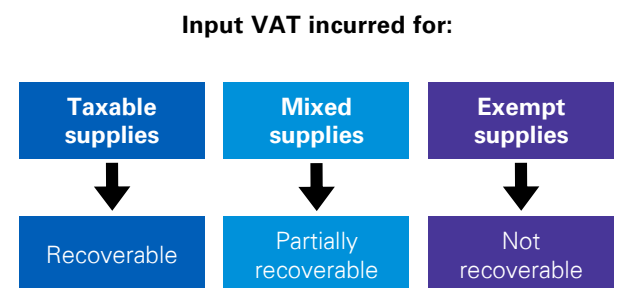 Input VAT incurred for:
Taxable
supplies
Mixed
supplies
Exempt
supplies
Recoverable
Partially
recoverable
Not
recoverable